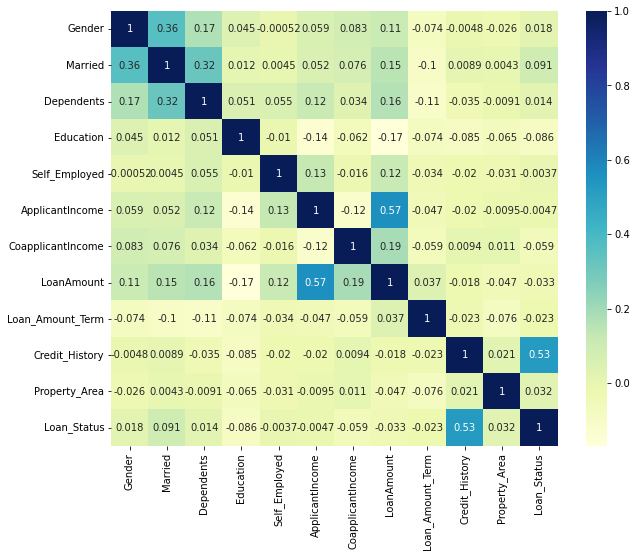 Gender 1 0.36 0.17 0.045 -0.00052 0.059 0.083 0.11 -0.074 -0.0048 -0.026 0.018
Married 0.36 1 0.32 0.012 0.0045 0.052 0.076 0.15 -0.1 0.0089 0.0043 0.091
Dependents 0.17 0.32 1 0.051 0.055 0.12 0.034 0.16 -0.11 -0.035 -0.0091 0.014
Education 0.045 0.012 0.051 1 -0.01 -0.14 -0.062 -0.17 -0.074 -0.085 -0.065 -0.086
Self_Employed -0.00052 0.0045 0.055 -0.01 1 0.13 -0.016 0.12 -0.034 -0.02 -0.031 -0.0037
ApplicantIncome 0.059 0.052 0.12 -0.14 0.13 1 -0.12 0.57 -0.047 -0.02 -0.0095 -0.0047
CoapplicantIncome 0.083 0.076 0.034 -0.062 -0.016 -0.12 1 0.19 -0.059 0.0094 0.011 -0.059
LoanAmount 0.11 0.15 0.16 -0.17 0.12 0.57 0.19 1 0.037 -0.018 -0.047 -0.033
Loan_Amount_Term -0.074 -0.1 -0.11 -0.074 -0.034 -0.047 -0.059 0.037 1 -0.023 -0.076 -0.023
Credit_History -0.0048 0.0089 -0.035 -0.085 -0.02 -0.02 0.0094 -0.018 -0.023 1 0.021 0.53
Property_Area -0.026 0.0043 -0.0091 -0.065 -0.031 -0.0095 0.011 -0.047 -0.076 0.021 1 0.032
Loan_Status 0.018 0.091 0.014 -0.086 -0.0037 -0.0047 -0.059 -0.033 -0.023 0.53 0.032 1
Gender
Married
Dependents
Education
Self_Employed
ApplicantIncome
CoapplicantIncome
LoanAmount
Loan_Amount_Term
Credit_History
Property_Area
Loan_Status
1.0
0.8
0.6
0.4
0.2
0.0